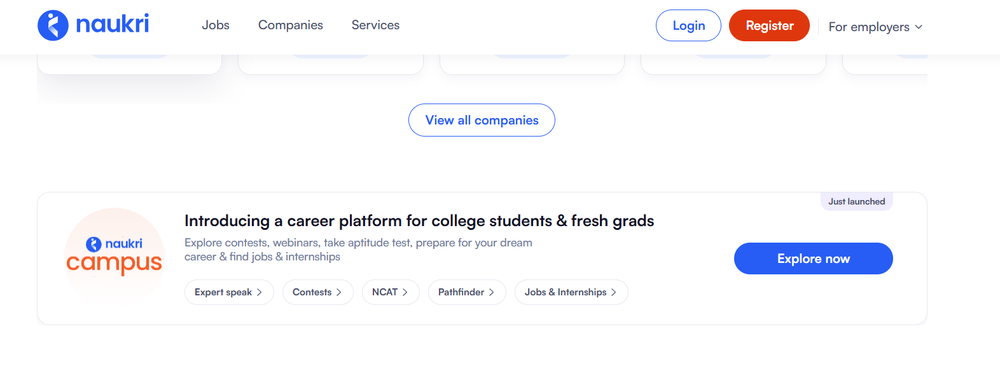 naukri
Jobs
Companies
Services
Login
Register
For employers
View all companies
Just launched
naukri
campus
Introducing a career platform for college students & fresh grads
Explore contests, webinars, take aptitude test, prepare for your dream
career & find jobs & internships
Explore now
Expert speak
Contests
NCAT
Pathfinder
Jobs & Internships